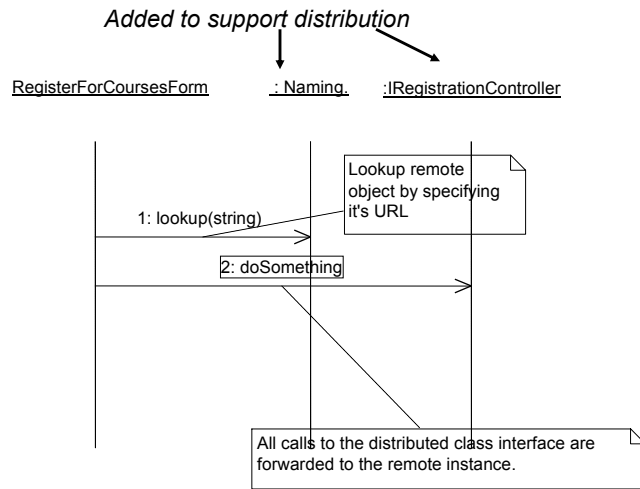 Added to support distribution
RegisterForCoursesForm
: Naming.
:IRegistrationController
Lookup remote
object by specifying
it's URL
1: lookup(string)
2: doSomething
All calls to the distributed class interface are
forwarded to the remote instance.